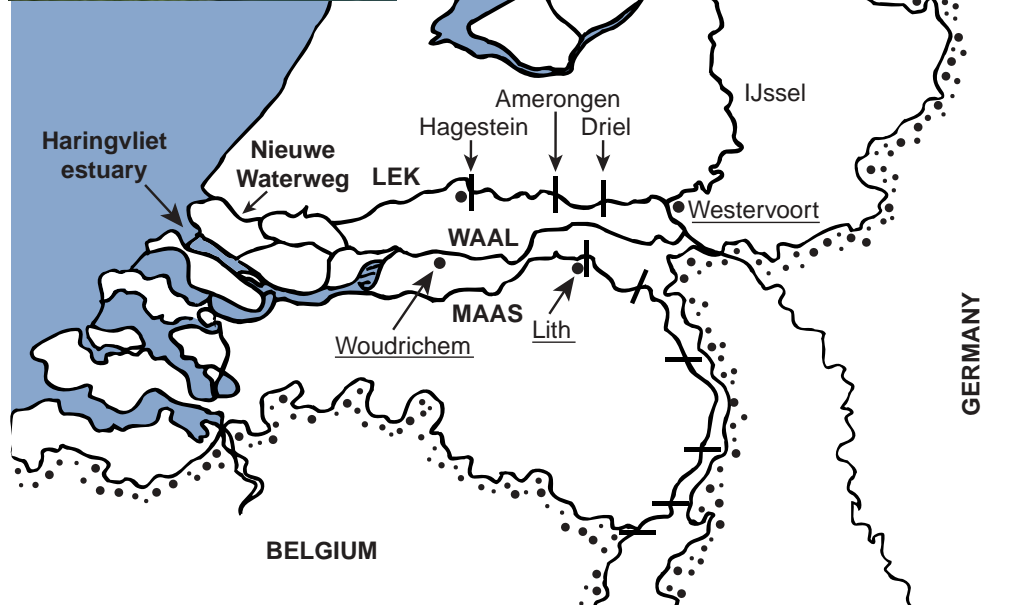 IJssel
Amerongen
Hagestein
Driel
Haringvliet
estuary
Nieuwe
Waterweg
LEK
Westervoort
WAAL
MAAS
Lith
Woudrichem
GERMANY
BELGIUM